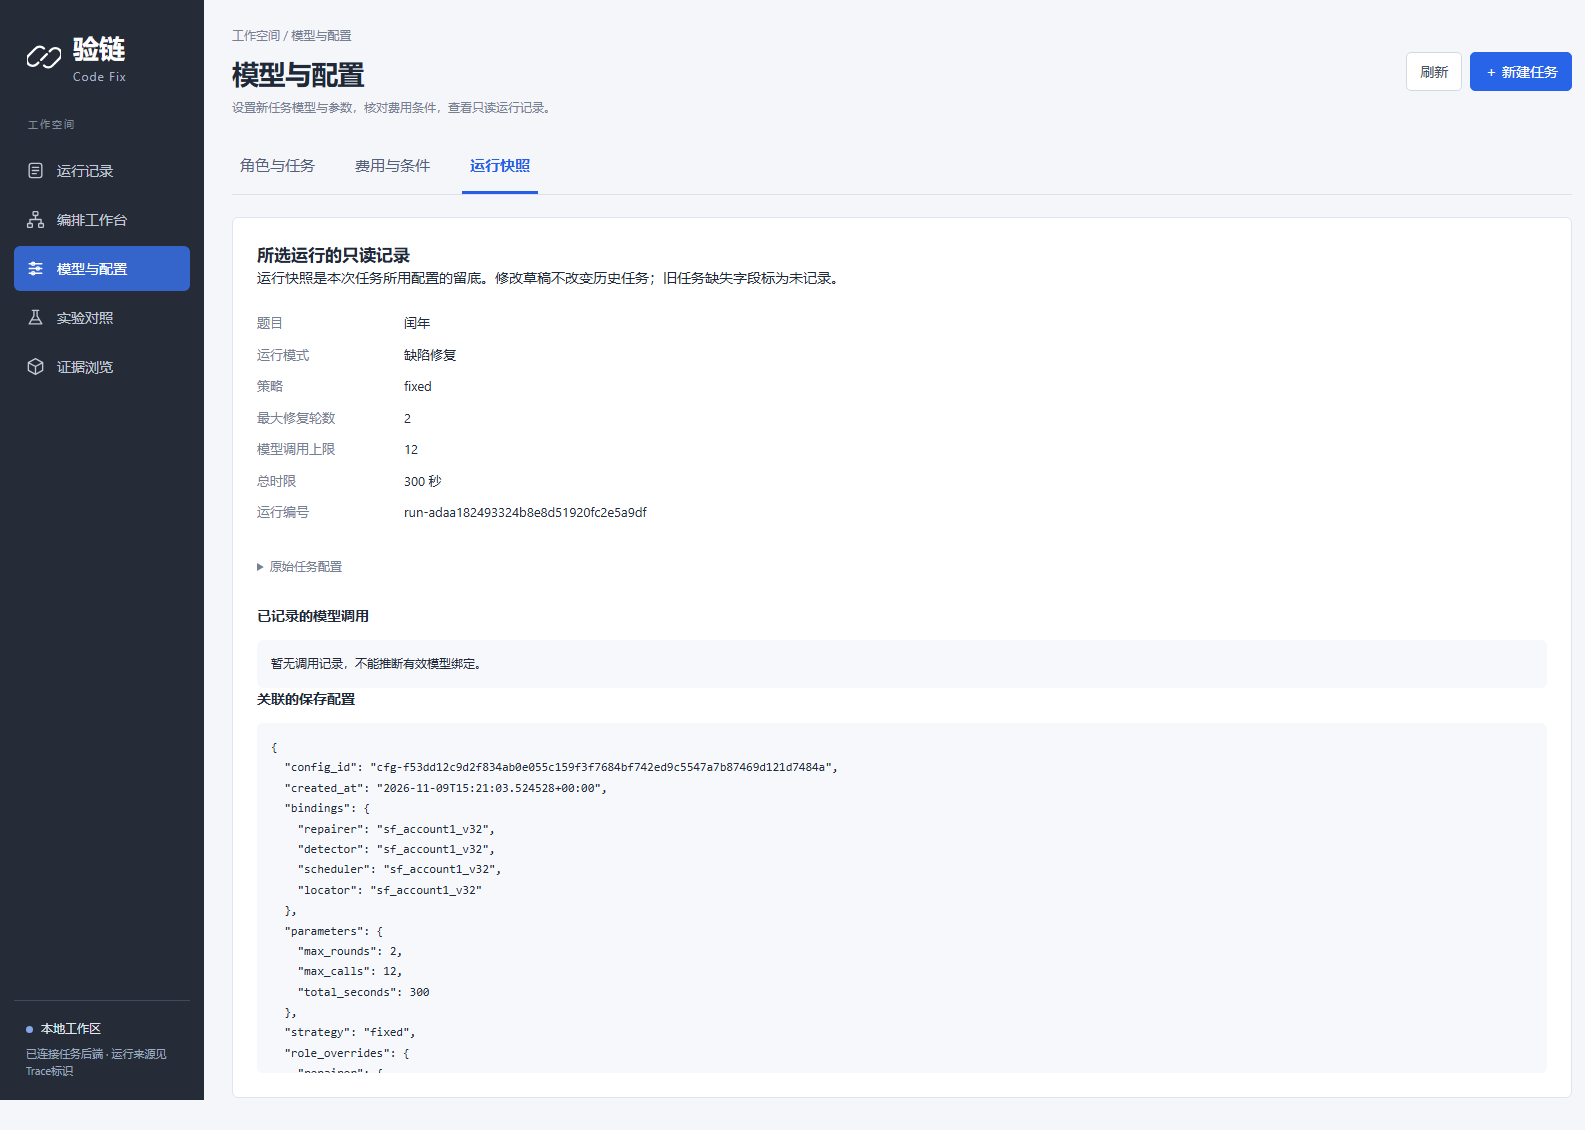 验链
Code Fix
工作空间
运行记录
编排工作台
模型与配置
实验对照
证据浏览
本地工作区
已连接任务后端 · 运行来源见
Trace标识
工作空间 / 模型与配置
模型与配置
设置新任务模型与参数，核对费用条件，查看只读运行记录。
刷新
+ 新建任务
角色与任务
费用与条件
运行快照
所选运行的只读记录
运行快照是本次任务所用配置的留底。修改草稿不改变历史任务；旧任务缺失字段标为未记录。
题目 闰年
运行模式 缺陷修复
策略 fixed
最大修复轮数 2
模型调用上限 12
总时限 300 秒
运行编号 run-adaa182493324b8e8d51920fc2e5a9df
原始任务配置
已记录的模型调用
暂无调用记录，不能推断有效模型绑定。
关联的保存配置
{
"config_id": "cfg-f53dd12c9d2f834ab0e055c159f3f7684bf742ed9c5547a7b87469d121d7484a",
"created_at": "2026-11-09T15:21:03.524528+00:00",
"bindings": {
"repairer": "sf_account1_v32",
"detector": "sf_account1_v32",
"scheduler": "sf_account1_v32",
"locator": "sf_account1_v32"
},
"parameters": {
"max_rounds": 2,
"max_calls": 12,
"total_seconds": 300
},
"strategy": "fixed",
"role_overrides": {
"repairer": {